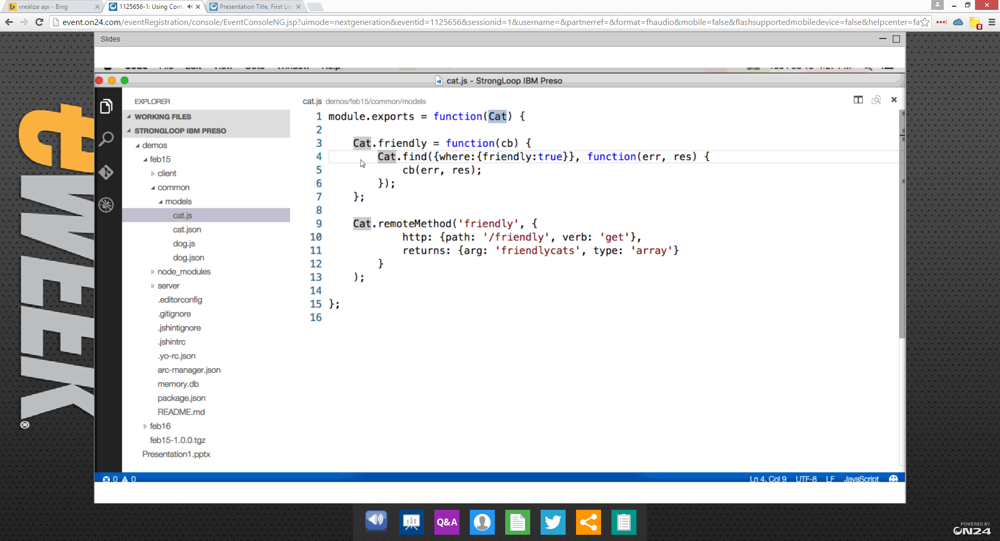 vrealize api - Bing
1125656-1: Using Cont
Presentation Title, First Lin
event.on24.com/eventRegistration/console/EventConsoleNG.jsp?uimode=nextgeneration&eventid=1125656&sessionid=1&username=&partnerref=&format=fhaudio&mobile=false&flashsupportedmobiledevice=false&helpcenter=fa
0
Slides
cat.js - StrongLoop IBM Preso
EXPLORER
WORKING FILES
STRONGLOOP IBM PRESO
demos
feb15
client
common
models
cat.js
cat.json
dog.js
dog.json
node_modules
server
.editorconfig
.gitignore
.jshintignore
.jshintrc
.yo-rc.json
arc-manager.json
memory.db
package.json
README.md
feb16
feb15-1.0.0.tgz
Presentation1.pptx
cat.js demos/feb15/common/models
1 module.exports = function(Cat) {
2
3 Cat.friendly = function(cb) {
4 Cat.find({where:{friendly:true}}, function(err, res) {
5 cb(err, res);
6 });
7 };
8
9 Cat.remoteMethod('friendly', {
10 http: {path: '/friendly', verb: 'get'},
11 returns: {arg: 'friendlycats', type: 'array'}
12 }
13 );
14
15 };
16
0 0
Ln 4, Col 9 UTF-8 LF JavaScript
WEEK
Q&A
POWERED BY
ON24